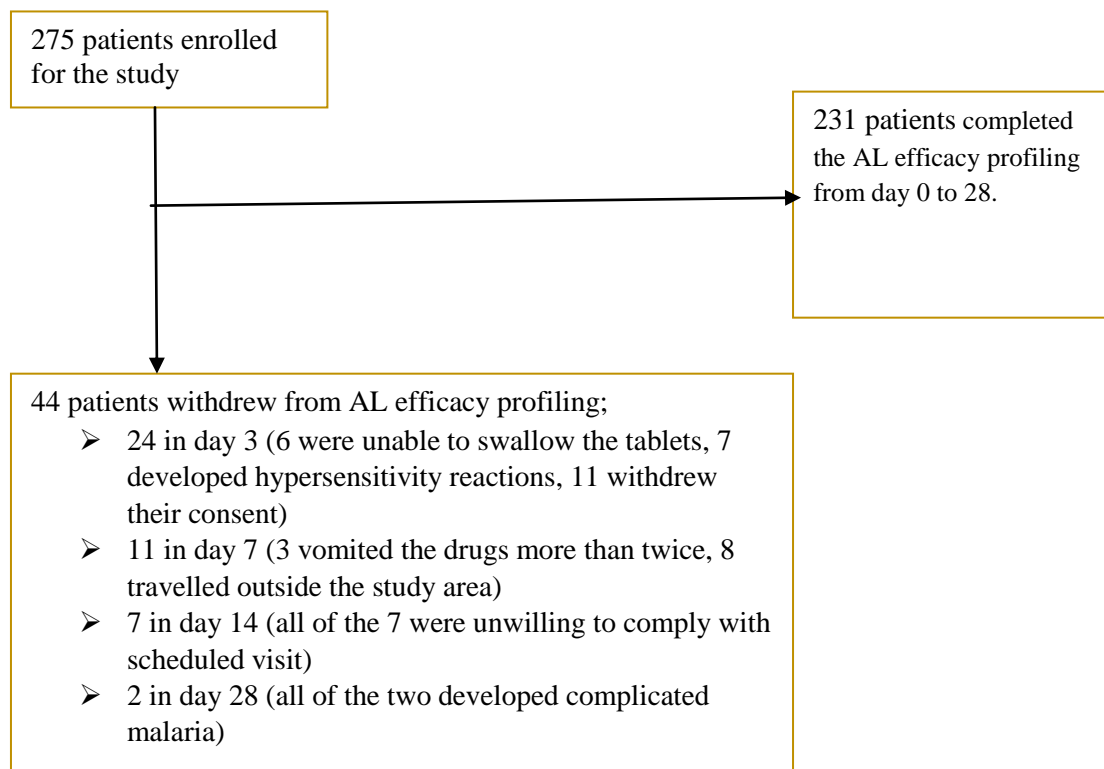 275 patients enrolled
for the study
231 patients completed
the AL efficacy profiling
from day 0 to 28.
44 patients withdrew from AL efficacy profiling;
➢ 24 in day 3 (6 were unable to swallow the tablets, 7
developed hypersensitivity reactions, 11 withdrew
their consent)
➢ 11 in day 7 (3 vomited the drugs more than twice, 8
travelled outside the study area)
➢ 7 in day 14 (all of the 7 were unwilling to comply with
scheduled visit)
➢ 2 in day 28 (all of the two developed complicated
malaria)